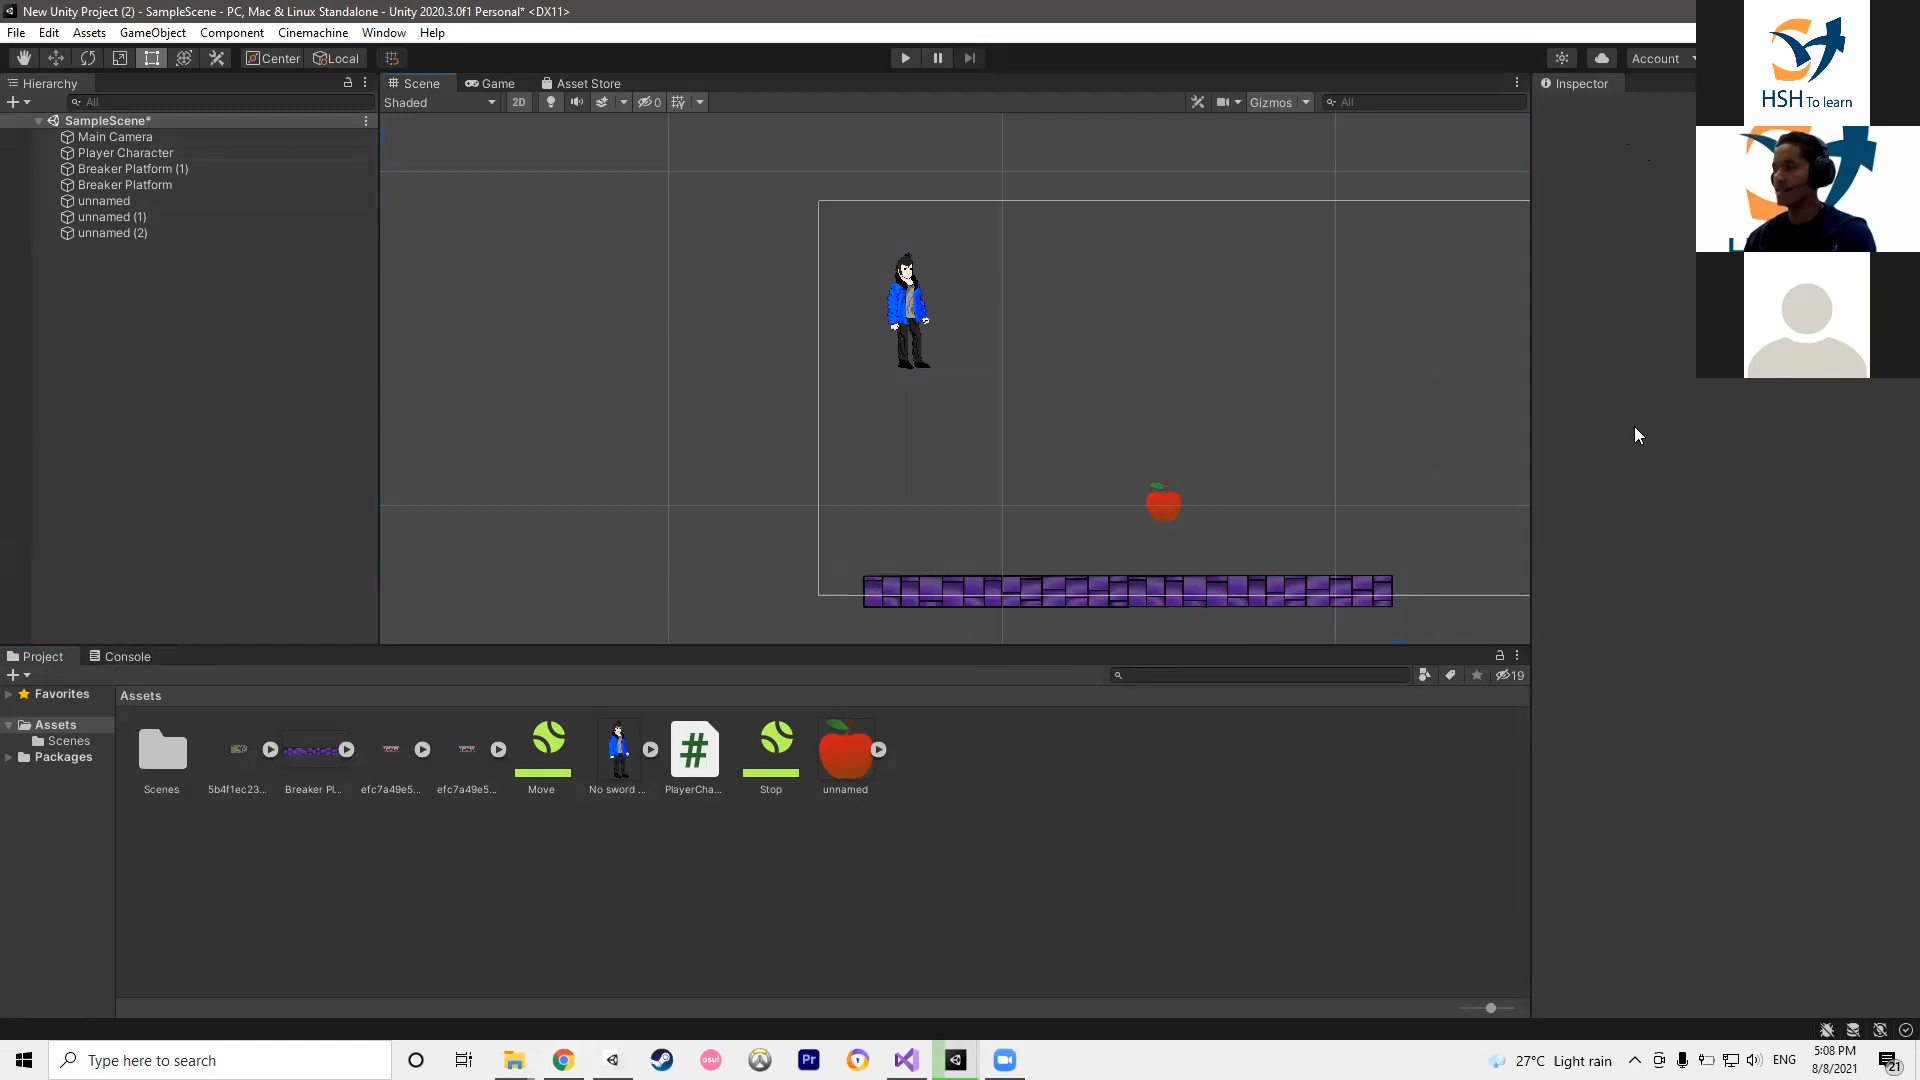 New Unity Project (2) - SampleScene - PC, Mac & Linux Standalone - Unity 2020.3.0f1 Personal* <DX11>
File Edit Assets GameObject Component Cinemachine Window Help
Center Local Account
Hierarchy Scene Game Asset Store Inspector
All Shaded 2D 0 Gizmos All
SampleScene*
Main Camera
Player Character
Breaker Platform (1)
Breaker Platform
unnamed
unnamed (1)
unnamed (2)
HSH To learn
Project Console
19
Favorites
Assets
Scenes
Packages
Assets
Scenes 5b4f1ec23... Breaker Pl... efc7a49e5... efc7a49e5... Move No sword ... PlayerCha... Stop unnamed
Type here to search
osu!
Pr
27°C Light rain
ENG
5:08 PM
8/8/2021
21